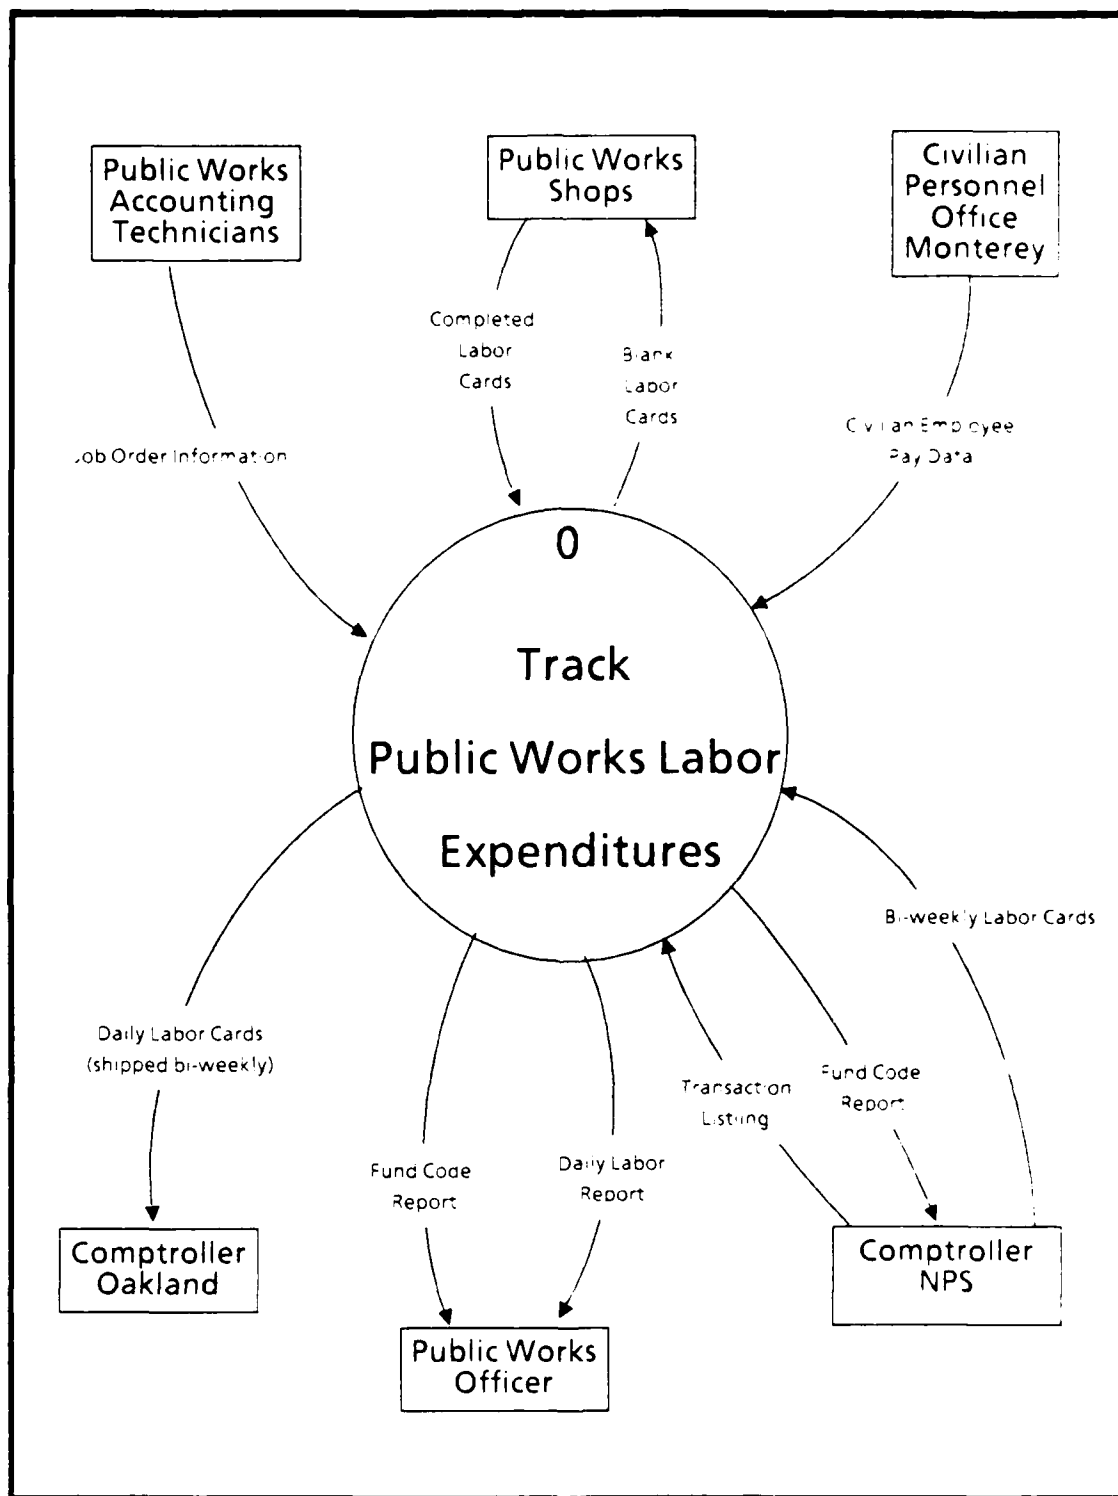 Public Works
Accounting
Technicians
Public Works
Shops
Civilian
Personnel
Office
Monterey
Completed
Labor
Cards
Blank
Labor
Cards
Civilian Employee
Pay Data
Job Order Information
0
Track
Public Works Labor
Expenditures
Bi-weekly Labor Cards
Daily Labor Cards
(shipped bi-weekly)
Transaction
Listing
Fund Code
Report
Fund Code
Report
Daily Labor
Report
Comptroller
Oakland
Comptroller
NPS
Public Works
Officer